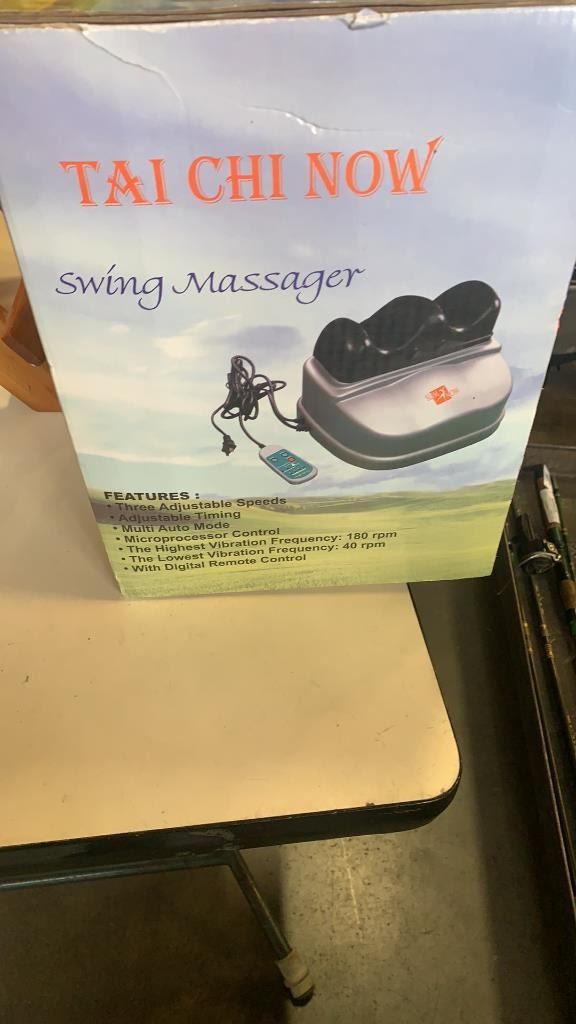 TAI CHI NOW
Swing Massager
FEATURES :
• Three Adjustable Speeds
• Adjustable Timing
• Multi Auto Mode
• Microprocessor Control
• The Highest Vibration Frequency: 180 rpm
• The Lowest Vibration Frequency: 40 rpm
• With Digital Remote Control